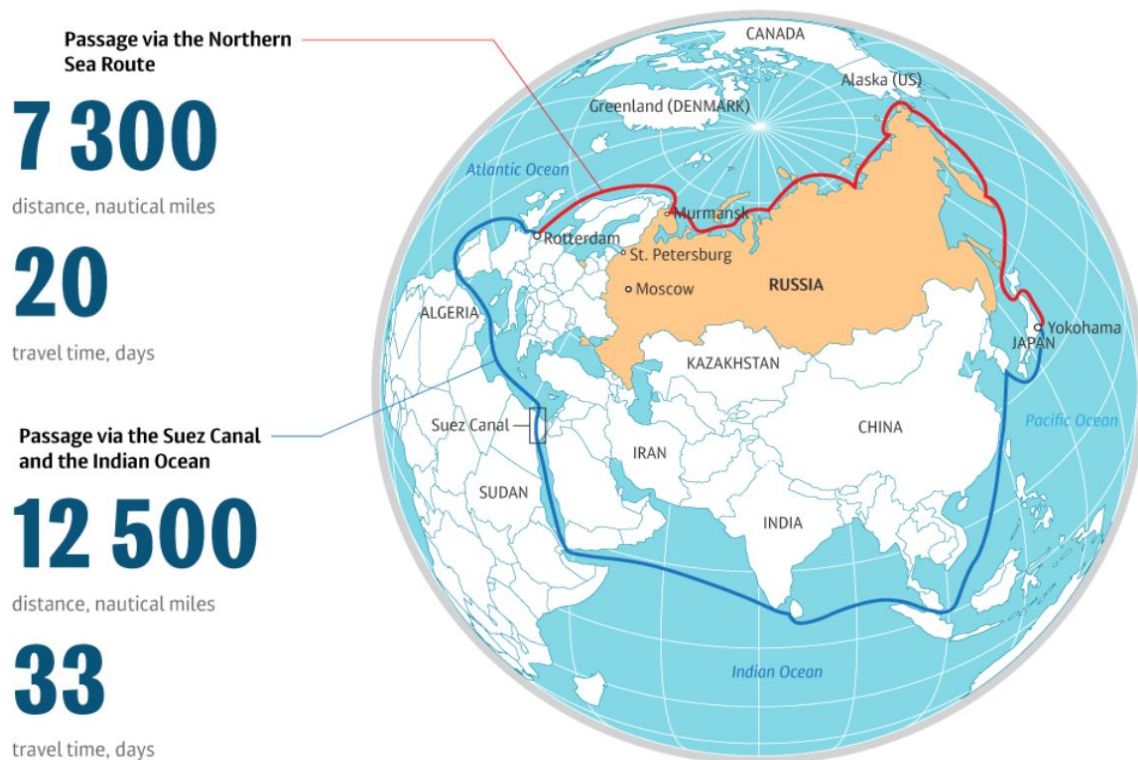 Passage via the Northern
Sea Route
7 300
distance, nautical miles
20
travel time, days
Passage via the Suez Canal
and the Indian Ocean
12 500
distance, nautical miles
33
travel time, days
CANADA
Alaska (US)
Greenland (DENMARK)
Atlantic Ocean
Murmansk
Rotterdam
St. Petersburg
Moscow
RUSSIA
ALGERIA
Yokohama
JAPAN
KAZAKHSTAN
Suez Canal
CHINA
Pacific Ocean
IRAN
SUDAN
INDIA
Indian Ocean